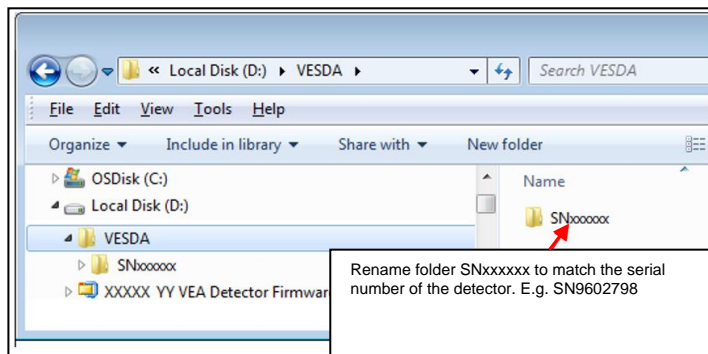 « Local Disk (D:) ▸ VESDA ▸
Search VESDA
File Edit View Tools Help
Organize ▾ Include in library ▾ Share with ▾ New folder
OSDisk (C:)
Local Disk (D:)
VESDA
SNxxxxxx
XXXXX YY VEA Detector Firmwar
Name
SNxxxxxx
Rename folder SNxxxxxx to match the serial
number of the detector. E.g. SN9602798